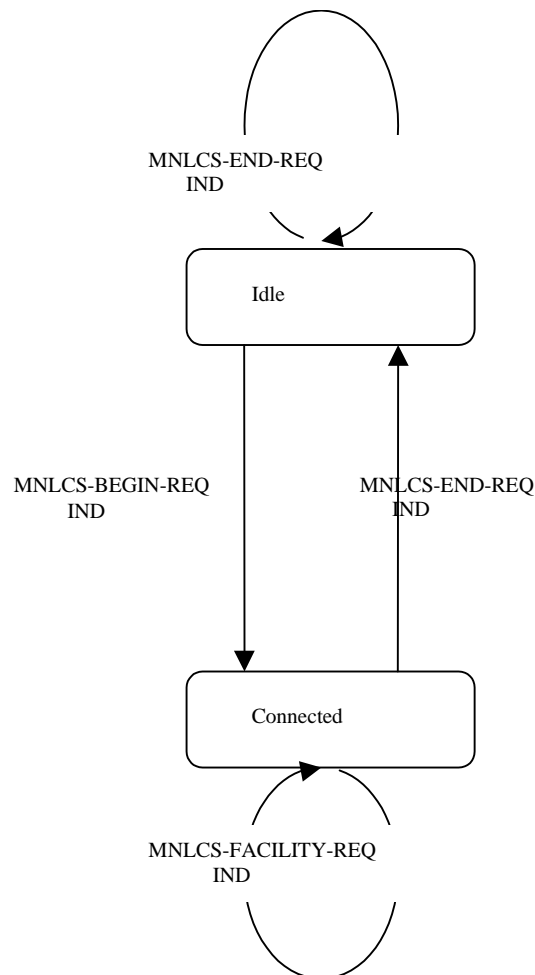 MNLCS-END-REQ
IND
Idle
MNLCS-BEGIN-REQ
IND
MNLCS-END-REQ
IND
Connected
MNLCS-FACILITY-REQ
IND